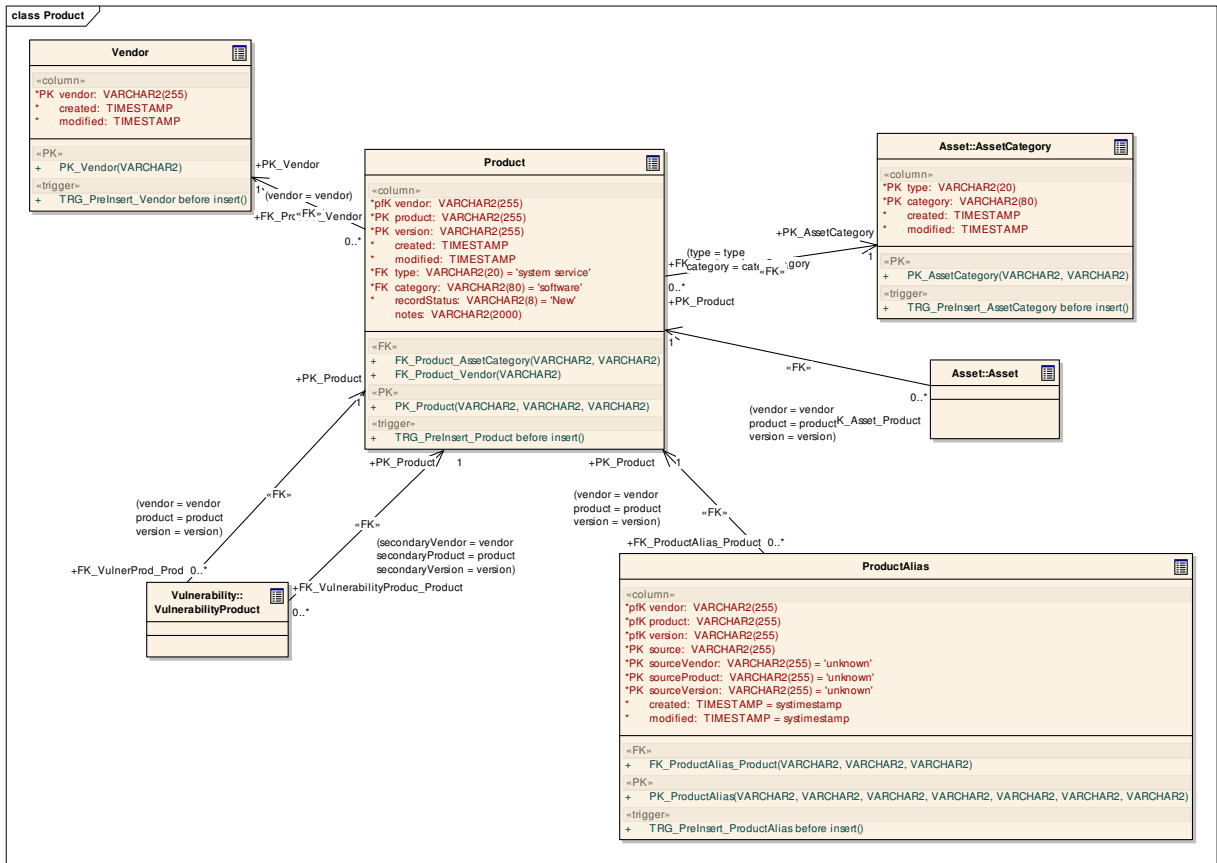 class Product
Vendor
«column»
*PK vendor: VARCHAR2(255)
* created: TIMESTAMP
* modified: TIMESTAMP
«PK»
+ PK_Vendor(VARCHAR2)
«trigger»
+ TRG_PreInsert_Vendor before insert()
+PK_Vendor
1
(vendor = vendor)
«FK»
0..*
Product
«column»
*pfK vendor: VARCHAR2(255)
*PK product: VARCHAR2(255)
*PK version: VARCHAR2(255)
* created: TIMESTAMP
* modified: TIMESTAMP
*FK type: VARCHAR2(20) = 'system service'
*FK category: VARCHAR2(80) = 'software'
* recordStatus: VARCHAR2(8) = 'New'
notes: VARCHAR2(2000)
«FK»
+ FK_Product_AssetCategory(VARCHAR2, VARCHAR2)
+ FK_Product_Vendor(VARCHAR2)
«PK»
+ PK_Product(VARCHAR2, VARCHAR2, VARCHAR2)
«trigger»
+ TRG_PreInsert_Product before insert()
Asset::AssetCategory
«column»
*PK type: VARCHAR2(20)
*PK category: VARCHAR2(80)
* created: TIMESTAMP
* modified: TIMESTAMP
«PK»
+ PK_AssetCategory(VARCHAR2, VARCHAR2)
«trigger»
+ TRG_PreInsert_AssetCategory before insert()
+PK_AssetCategory
1
(type = type
category =
«FK»
0..*
+PK_Product
1
«FK»
Asset::Asset
0..*
(vendor = vendor
product = product
version = version)
K_Asset_Product
+PK_Product
1
«FK»
(vendor = vendor
product = product
version = version)
+FK_VulnerProd_Prod 0..*
+PK_Product 1
«FK»
(secondaryVendor = vendor
secondaryProduct = product
secondaryVersion = version)
+FK_VulnerabilityProduc_Product
0..*
Vulnerability::
VulnerabilityProduct
+PK_Product 1
(vendor = vendor
product = product
version = version)
«FK»
+FK_ProductAlias_Product 0..*
ProductAlias
«column»
*pfK vendor: VARCHAR2(255)
*pfK product: VARCHAR2(255)
*pfK version: VARCHAR2(255)
*PK source: VARCHAR2(255)
*PK sourceVendor: VARCHAR2(255) = 'unknown'
*PK sourceProduct: VARCHAR2(255) = 'unknown'
*PK sourceVersion: VARCHAR2(255) = 'unknown'
* created: TIMESTAMP = systimestamp
* modified: TIMESTAMP = systimestamp
«FK»
+ FK_ProductAlias_Product(VARCHAR2, VARCHAR2, VARCHAR2)
«PK»
+ PK_ProductAlias(VARCHAR2, VARCHAR2, VARCHAR2, VARCHAR2, VARCHAR2, VARCHAR2, VARCHAR2)
«trigger»
+ TRG_PreInsert_ProductAlias before insert()